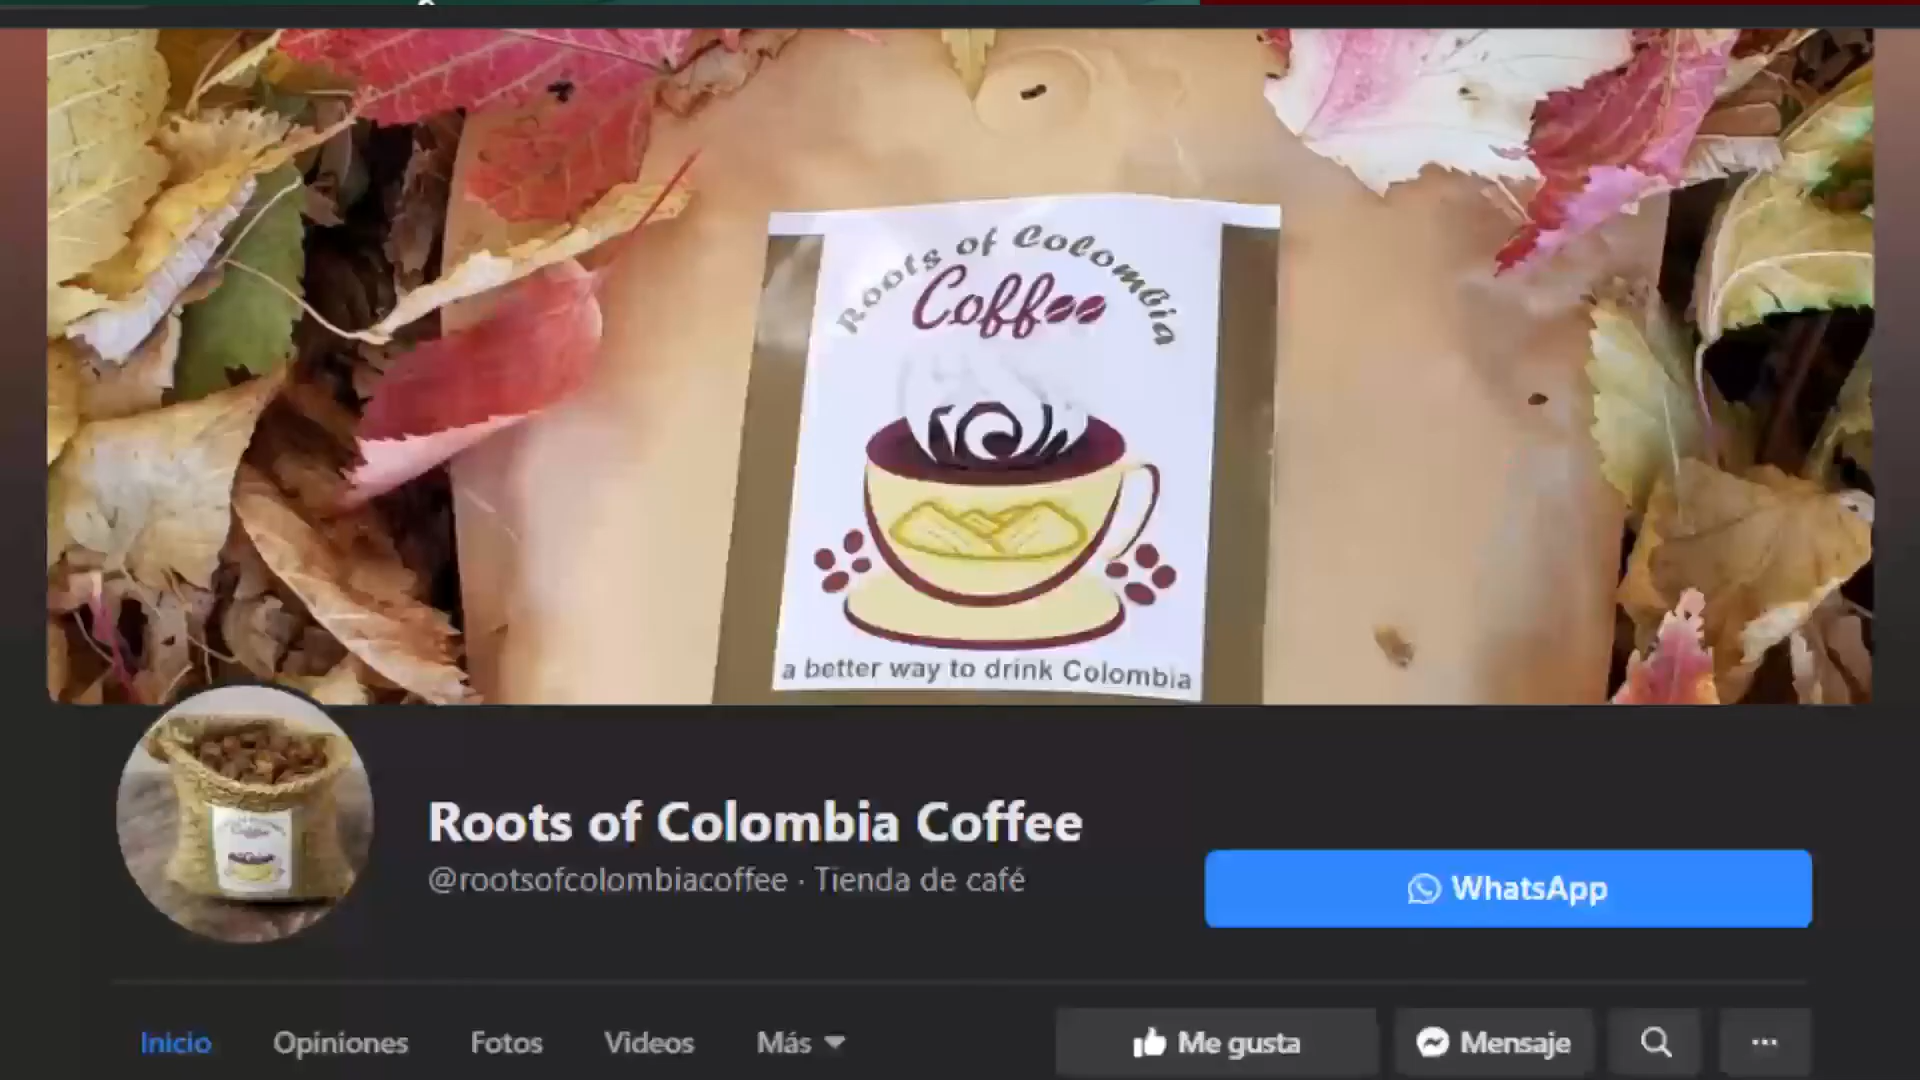 Roots of Colombia
Coffee
a better way to drink Colombia
Roots of Colombia Coffee
@rootsofcolombiacoffee · Tienda de café
WhatsApp
Inicio Opiniones Fotos Videos Más Me gusta Mensaje ...